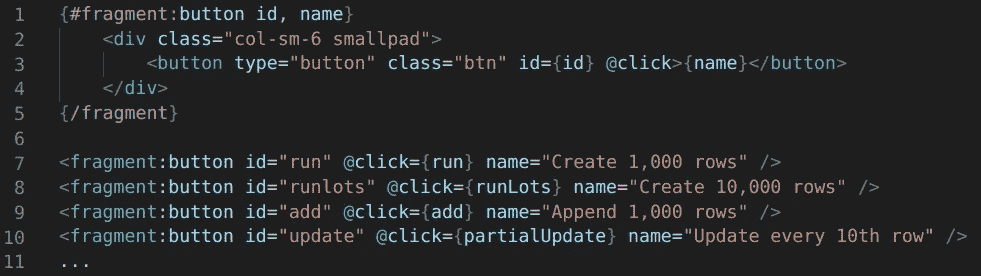 1 {#fragment:button id, name}
2 <div class="col-sm-6 smallpad">
3 <button type="button" class="btn" id={id} @click>{name}</button>
4 </div>
5 {/fragment}
6
7 <fragment:button id="run" @click={run} name="Create 1,000 rows" />
8 <fragment:button id="runlots" @click={runLots} name="Create 10,000 rows" />
9 <fragment:button id="add" @click={add} name="Append 1,000 rows" />
10 <fragment:button id="update" @click={partialUpdate} name="Update every 10th row" />
11 ...